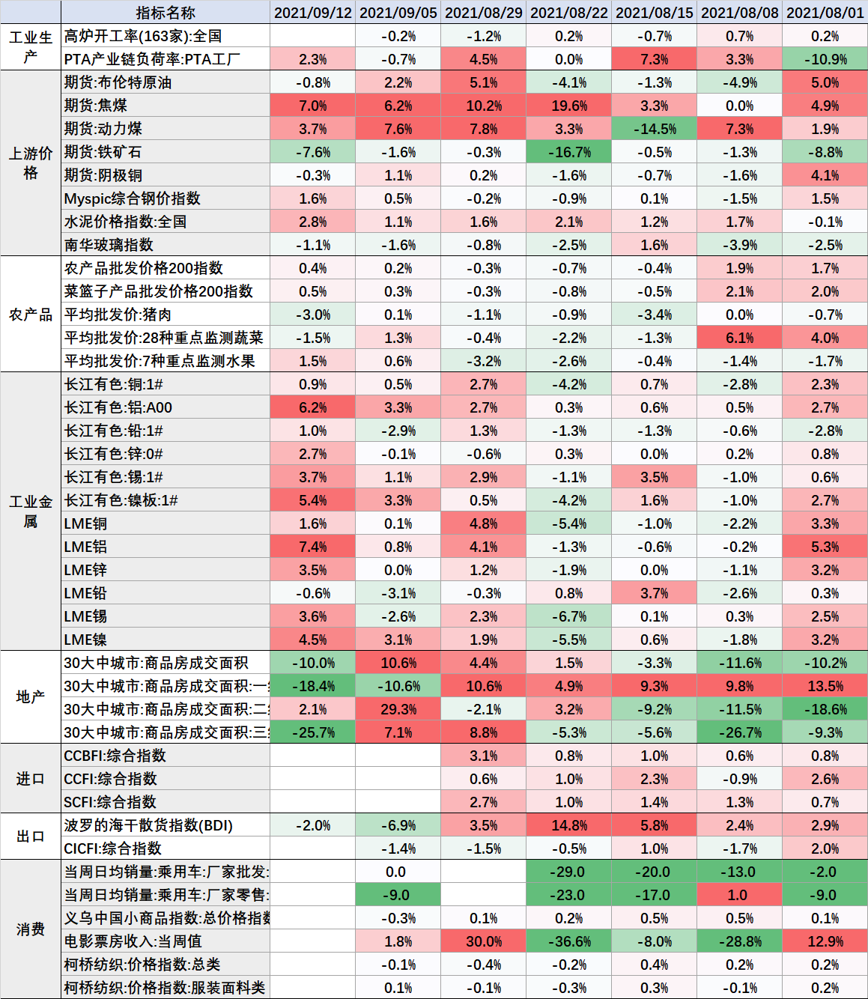 指标名称 2021/09/12 2021/09/05 2021/08/29 2021/08/22 2021/08/15 2021/08/08 2021/08/01
工业生产
高炉开工率(163家):全国 -0.2% -1.2% 0.2% -0.7% 0.7% 0.2%
PTA产业链负荷率:PTA工厂 2.3% -0.7% 4.5% 0.0% 7.3% 3.3% -10.9%
上游价格
期货:布伦特原油 -0.8% 2.2% 5.1% -4.1% -1.3% -4.9% 5.0%
期货:焦煤 7.0% 6.2% 10.2% 19.6% 3.3% 0.0% 4.9%
期货:动力煤 3.7% 7.6% 7.8% 3.3% -14.5% 7.3% 1.9%
期货:铁矿石 -7.6% -1.6% -0.3% -16.7% -0.5% -1.3% -8.8%
期货:阴极铜 -0.3% 1.1% 0.2% -1.6% -0.7% -1.6% 4.1%
Myspic综合钢价指数 1.6% 0.5% -0.2% -0.9% 0.1% -1.5% 1.5%
水泥价格指数:全国 2.8% 1.1% 1.6% 2.1% 1.2% 1.7% -0.1%
南华玻璃指数 -1.1% -1.6% -0.8% -2.5% 1.6% -3.9% -2.5%
农产品
农产品批发价格200指数 0.4% 0.2% -0.3% -0.7% -0.4% 1.9% 1.7%
菜篮子产品批发价格200指数 0.5% 0.3% -0.3% -0.8% -0.5% 2.1% 2.0%
平均批发价:猪肉 -3.0% 0.1% -1.1% -0.9% -3.4% 0.0% -0.7%
平均批发价:28种重点监测蔬菜 -1.5% 1.3% -0.4% -2.2% -1.3% 6.1% 4.0%
平均批发价:7种重点监测水果 1.5% 0.6% -3.2% -2.6% -0.4% -1.4% -1.7%
工业金属
长江有色:铜:1# 0.9% 0.5% 2.7% -4.2% 0.7% -2.8% 2.3%
长江有色:铝:A00 6.2% 3.3% 2.7% 0.3% 0.6% 0.5% 2.7%
长江有色:铅:1# 1.0% -2.9% 1.3% -1.3% -1.3% -0.6% -2.8%
长江有色:锌:0# 2.7% -0.1% -0.6% 0.3% 0.0% 0.2% 0.8%
长江有色:锡:1# 3.7% 1.1% 2.9% -1.1% 3.5% -1.0% 0.6%
长江有色:镍板:1# 5.4% 3.3% 0.5% -4.2% 1.6% -1.0% 2.7%
LME铜 1.6% 0.1% 4.8% -5.4% -1.0% -2.2% 3.3%
LME铝 7.4% 0.8% 4.1% -1.3% -0.6% -0.2% 5.3%
LME锌 3.5% 0.0% 1.2% -1.9% 0.0% -1.1% 3.2%
LME铅 -0.6% -3.1% -0.3% 0.8% 3.7% -2.6% 0.3%
LME锡 3.6% -2.6% 2.3% -6.7% 0.1% 0.3% 2.5%
LME镍 4.5% 3.1% 1.9% -5.5% 0.6% -1.8% 3.2%
地产
30大中城市:商品房成交面积 -10.0% 10.6% 4.4% 1.5% -3.3% -11.6% -10.2%
30大中城市:商品房成交面积:一 -18.4% -10.6% 10.6% 4.9% 9.3% 9.8% 13.5%
30大中城市:商品房成交面积:二 2.1% 29.3% -2.1% 3.2% -9.2% -11.5% -18.6%
30大中城市:商品房成交面积:三 -25.7% 7.1% 8.8% -5.3% -5.6% -26.7% -9.3%
进口
CCBFI:综合指数 3.1% 0.8% 1.0% 0.6% 0.8%
CCFI:综合指数 0.6% 1.0% 2.3% -0.9% 2.6%
SCFI:综合指数 2.7% 1.0% 1.4% 1.3% 0.7%
出口
波罗的海干散货指数(BDI) -2.0% -6.9% 3.5% 14.8% 5.8% 2.4% 2.9%
CICFI:综合指数 -1.4% -1.5% -0.5% 1.0% -1.7% 2.0%
消费
当周日均销量:乘用车:厂家批发: 0.0 -29.0 -20.0 -13.0 -2.0
当周日均销量:乘用车:厂家零售: -9.0 -23.0 -17.0 1.0 -9.0
义乌中国小商品指数:总价格指数 -0.3% 0.1% 0.2% 0.5% 0.5% 0.1%
电影票房收入:当周值 1.8% 30.0% -36.6% -8.0% -28.8% 12.9%
柯桥纺织:价格指数:总类 -0.1% -0.4% -0.2% 0.4% 0.2% 0.2%
柯桥纺织:价格指数:服装面料类 0.1% -0.1% -0.3% 0.3% -0.1% 0.2%